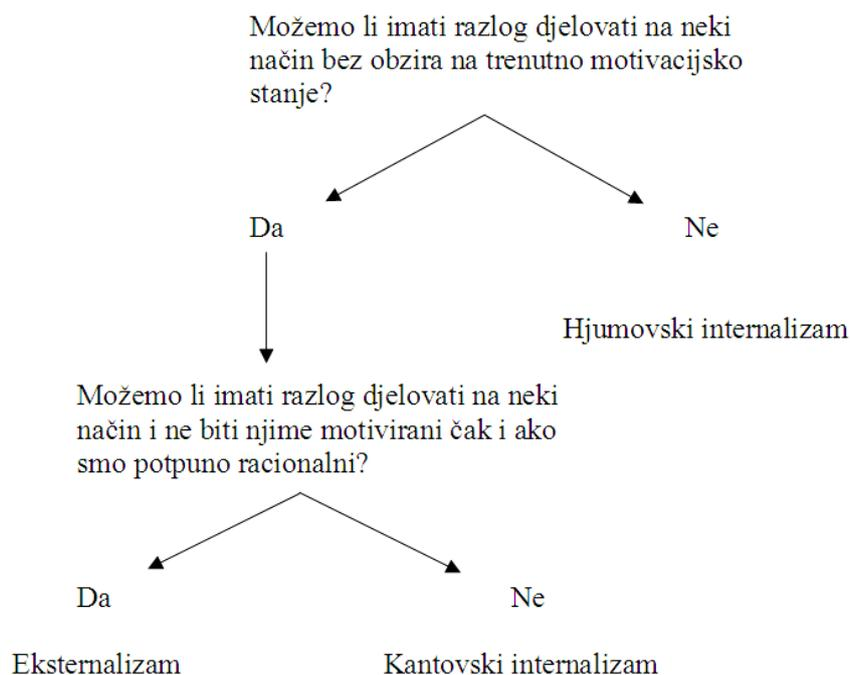 Možemo li imati razlog djelovati na neki
način bez obzira na trenutno motivacijsko
stanje?
Da
Ne
Hjumovski internalizam
Možemo li imati razlog djelovati na neki
način i ne biti njime motivirani čak i ako
smo potpuno racionalni?
Da
Ne
Eksternalizam
Kantovski internalizam